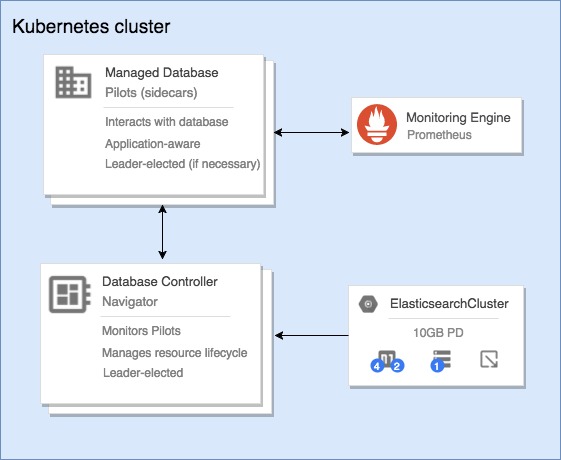 Kubernetes cluster
Managed Database
Pilots (sidecars)
Interacts with database
Application-aware
Leader-elected (if necessary)
Monitoring Engine
Prometheus
Database Controller
Navigator
Monitors Pilots
Manages resource lifecycle
Leader-elected
ElasticsearchCluster
10GB PD
4 2 1